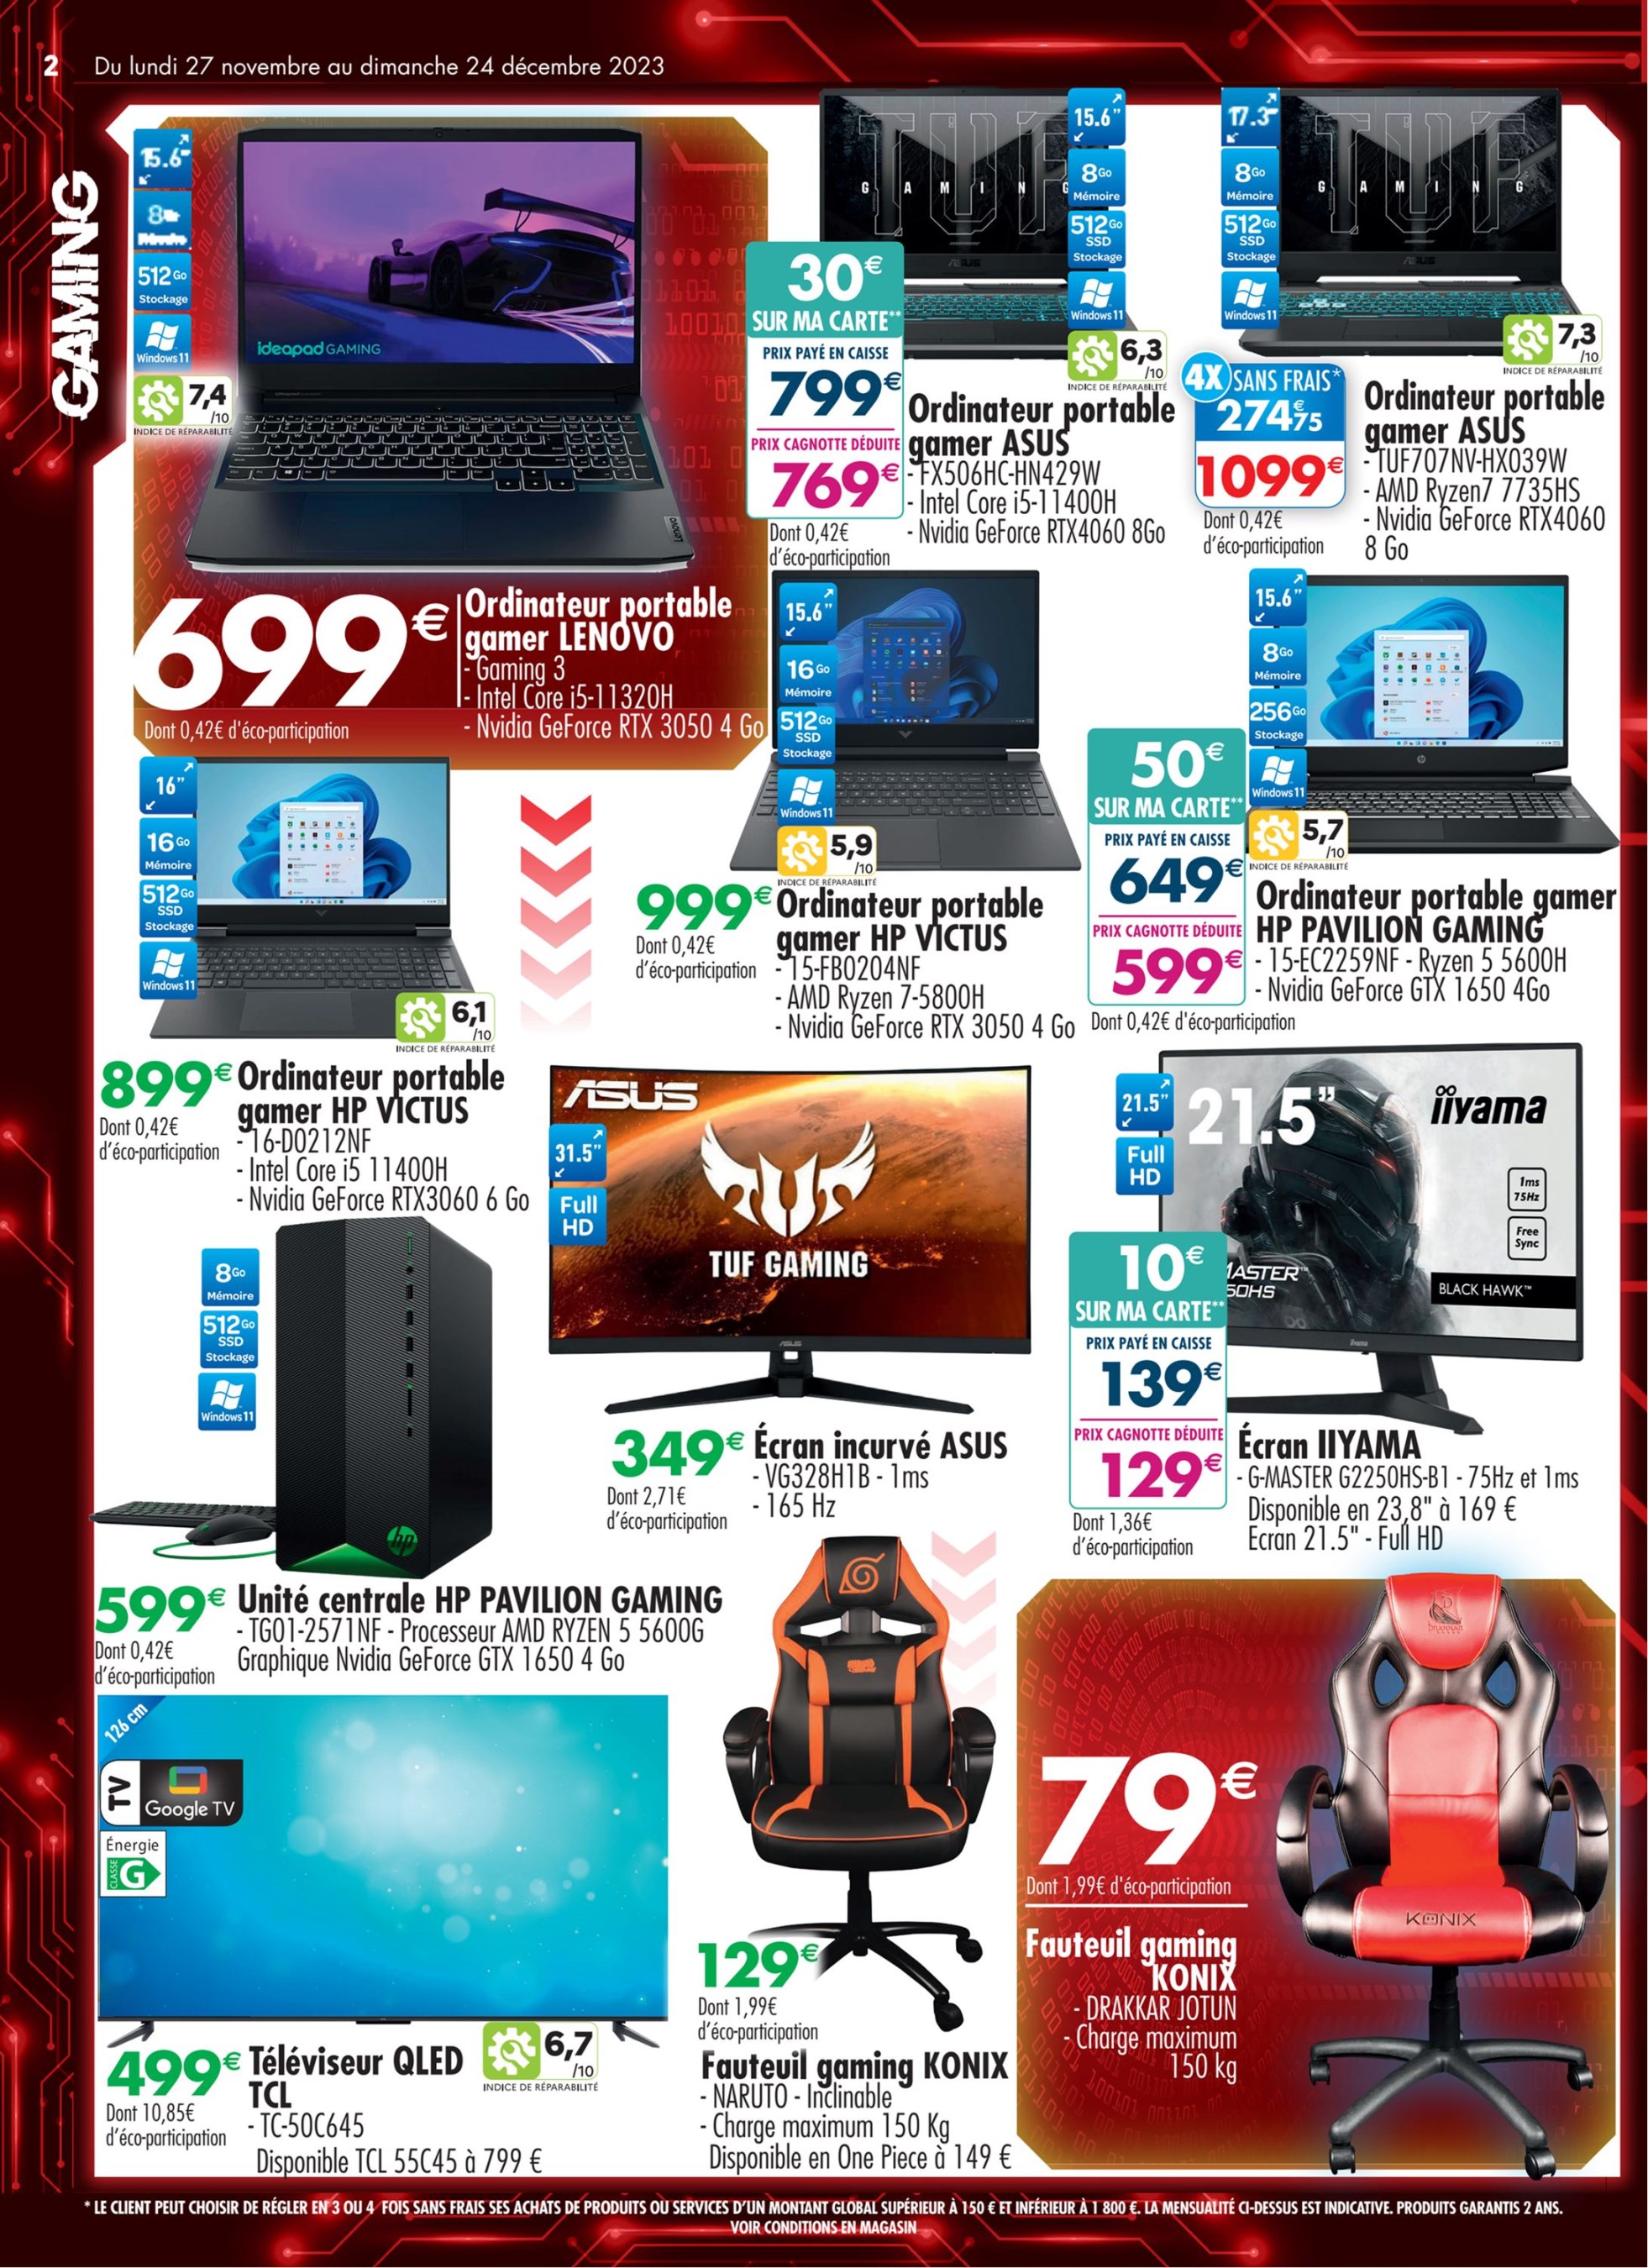 2 Du lundi 27 novembre au dimanche 24 décembre 2023
GAMING
15.6"
512 Go
Stockage
Windows 11
7,4
/10
INDICE DE RÉPARABILITÉ
ideapad GAMING
Lenovo
699€
Dont 0,42€ d'éco-participation
Ordinateur portable
gamer LENOVO
- Gaming 3
- Intel Core i5-11320H
- Nvidia GeForce RTX 3050 4 Go
TUF
GAMING
ASUS
15.6"
8Go
Mémoire
512Go
SSD
Stockage
Windows 11
6,3
/10
INDICE DE RÉPARABILITÉ
30€
SUR MA CARTE**
PRIX PAYÉ EN CAISSE
799€
PRIX CAGNOTTE DÉDUITE
769€
Dont 0,42€
d'éco-participation
Ordinateur portable
gamer ASUS
- FX506HC-HN429W
- Intel Core i5-11400H
- Nvidia GeForce RTX4060 8Go
TUF
GAMING
ASUS
17.3"
8Go
Mémoire
512Go
SSD
Stockage
Windows 11
7,3
/10
INDICE DE RÉPARABILITÉ
4X SANS FRAIS*
274€75
1099€
Dont 0,42€
d'éco-participation
Ordinateur portable
gamer ASUS
- TUF707NV-HX039W
- AMD Ryzen7 7735HS
- Nvidia GeForce RTX4060
8 Go
15.6"
16Go
Mémoire
512Go
SSD
Stockage
Windows 11
5,9
/10
INDICE DE RÉPARABILITÉ
999€
Dont 0,42€
d'éco-participation
Ordinateur portable
gamer HP VICTUS
- 15-FB0204NF
- AMD Ryzen 7-5800H
- Nvidia GeForce RTX 3050 4 Go
15.6"
8Go
Mémoire
256Go
Stockage
Windows 11
5,7
/10
INDICE DE RÉPARABILITÉ
50€
SUR MA CARTE**
PRIX PAYÉ EN CAISSE
649€
PRIX CAGNOTTE DÉDUITE
599€
Dont 0,42€ d'éco-participation
Ordinateur portable gamer
HP PAVILION GAMING
- 15-EC2259NF - Ryzen 5 5600H
- Nvidia GeForce GTX 1650 4Go
16"
16Go
Mémoire
512Go
SSD
Stockage
Windows 11
6,1
/10
INDICE DE RÉPARABILITÉ
899€
Dont 0,42€
d'éco-participation
Ordinateur portable
gamer HP VICTUS
- 16-D0212NF
- Intel Core i5 11400H
- Nvidia GeForce RTX3060 6 Go
ASUS
31.5"
Full
HD
TUF GAMING
ASUS
349€
Dont 2,71€
d'éco-participation
Écran incurvé ASUS
- VG328H1B - 1ms
- 165 Hz
21.5"
Full
HD
21.5"
iiyama
1ms
75Hz
Free
Sync
BLACK HAWK™
MASTER™
50HS
iiyama
10€
SUR MA CARTE**
PRIX PAYÉ EN CAISSE
139€
PRIX CAGNOTTE DÉDUITE
129€
Dont 1,36€
d'éco-participation
Écran IIYAMA
- G-MASTER G2250HS-B1 - 75Hz et 1ms
Disponible en 23,8" à 169 €
Ecran 21.5" - Full HD
8Go
Mémoire
512Go
SSD
Stockage
Windows 11
hp
599€
Dont 0,42€
d'éco-participation
Unité centrale HP PAVILION GAMING
- TG01-2571NF - Processeur AMD RYZEN 5 5600G
Graphique Nvidia GeForce GTX 1650 4 Go
126 cm
TV
Google TV
Énergie
CLASSE
G
6,7
/10
INDICE DE RÉPARABILITÉ
499€
Dont 10,85€
d'éco-participation
Téléviseur QLED
TCL
- TC-50C645
Disponible TCL 55C45 à 799 €
129€
Dont 1,99€
d'éco-participation
Fauteuil gaming KONIX
- NARUTO - Inclinable
- Charge maximum 150 Kg
Disponible en One Piece à 149 €
79€
Dont 1,99€ d'éco-participation
Fauteuil gaming
KONIX
- DRAKKAR JOTUN
- Charge maximum
150 kg
DRAKKAR
KONIX
* LE CLIENT PEUT CHOISIR DE RÉGLER EN 3 OU 4 FOIS SANS FRAIS SES ACHATS DE PRODUITS OU SERVICES D'UN MONTANT GLOBAL SUPÉRIEUR À 150 € ET INFÉRIEUR À 1 800 €. LA MENSUALITÉ CI-DESSUS EST INDICATIVE. PRODUITS GARANTIS 2 ANS.
VOIR CONDITIONS EN MAGASIN